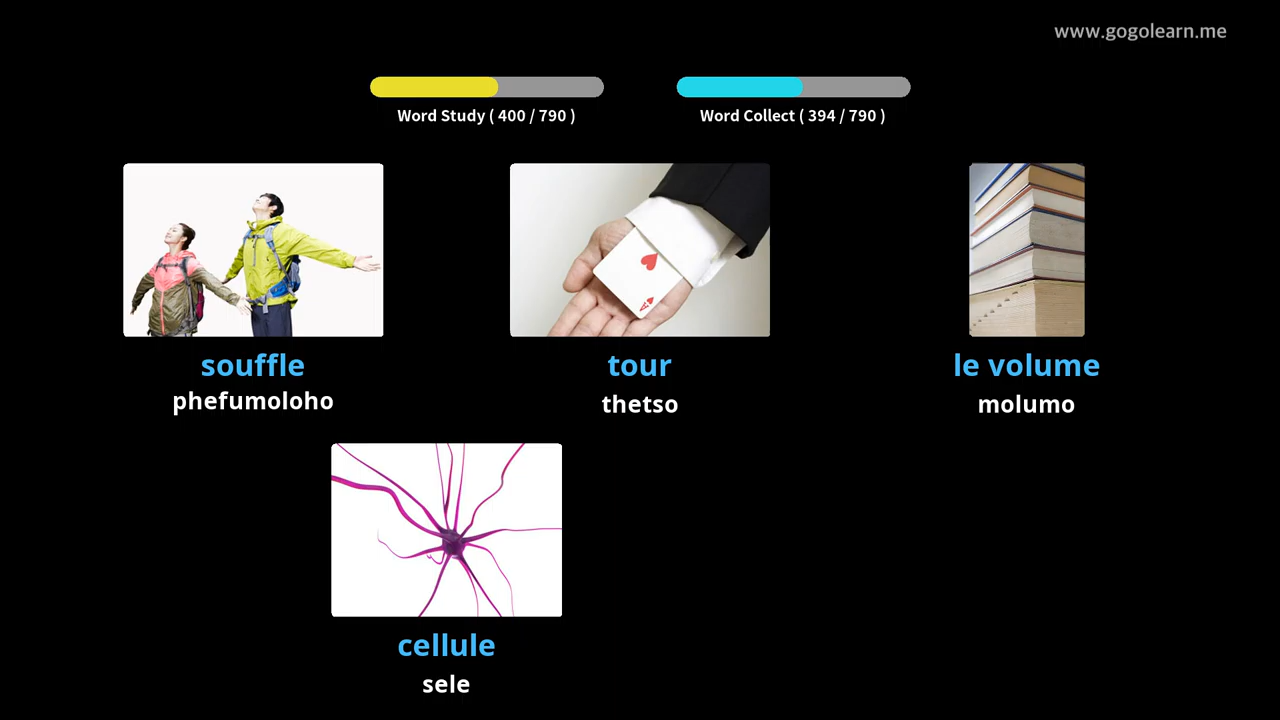 www.gogolearn.me
Word Study ( 400 / 790 )
Word Collect ( 394 / 790 )
souffle
phefumoloho
tour
thetso
le volume
molumo
cellule
sele